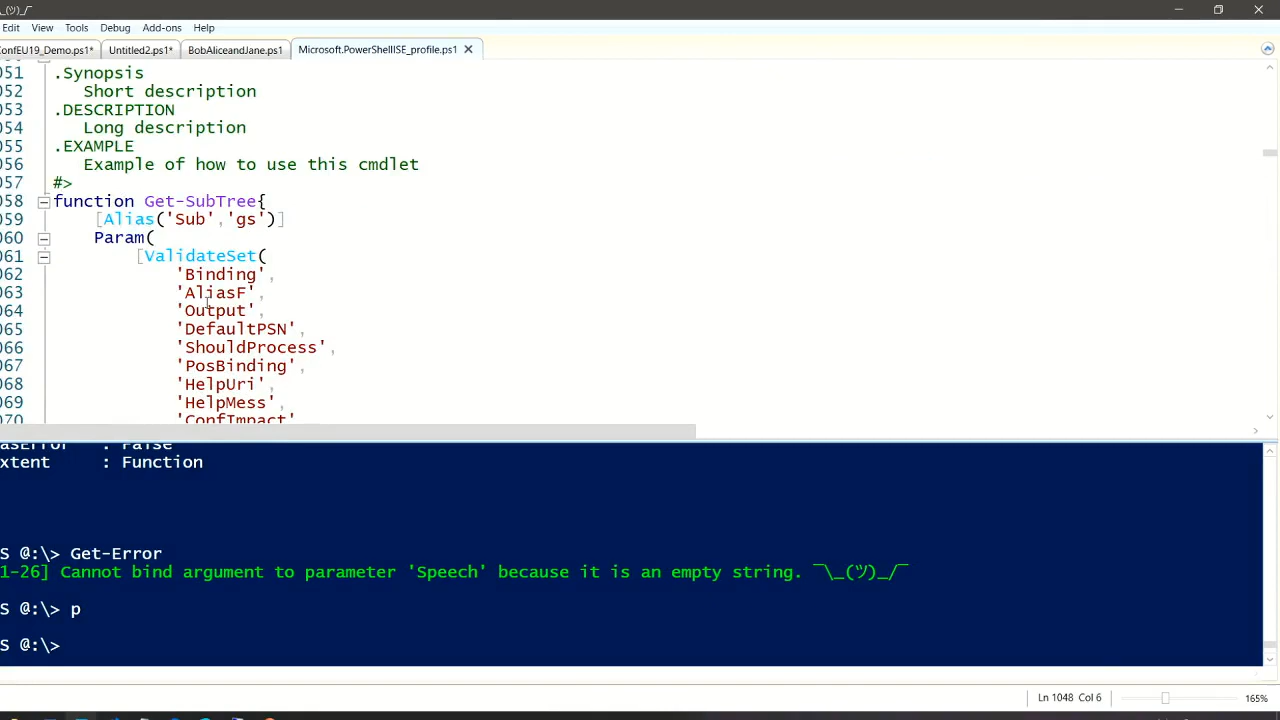 _(ツ)_/
Edit View Tools Debug Add-ons Help
onfEU19_Demo.ps1* Untitled2.ps1* BobAliceandJane.ps1 Microsoft.PowerShellISE_profile.ps1
051 .Synopsis
052 Short description
053 .DESCRIPTION
054 Long description
055 .EXAMPLE
056 Example of how to use this cmdlet
057 #>
058 function Get-SubTree{
059 [Alias('Sub','gs')]
060 Param(
061 [ValidateSet(
062 'Binding',
063 'AliasF',
064 'Output',
065 'DefaultPSN',
066 'ShouldProcess',
067 'PosBinding',
068 'HelpUri',
069 'HelpMess',
070 'ConfImpact'
asError : False
xtent : Function
S @:\> Get-Error
1-26] Cannot bind argument to parameter 'Speech' because it is an empty string. ¯\_(ツ)_/¯
S @:\> p
S @:\>
Ln 1048 Col 6 165%